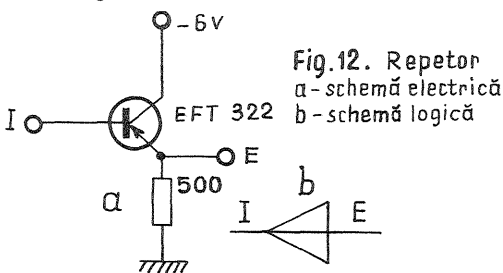 -6v
Fig.12. Repetor
a-schemă electrică
b-schemă logică
I
EFT 322
E
500
a
b
I
E